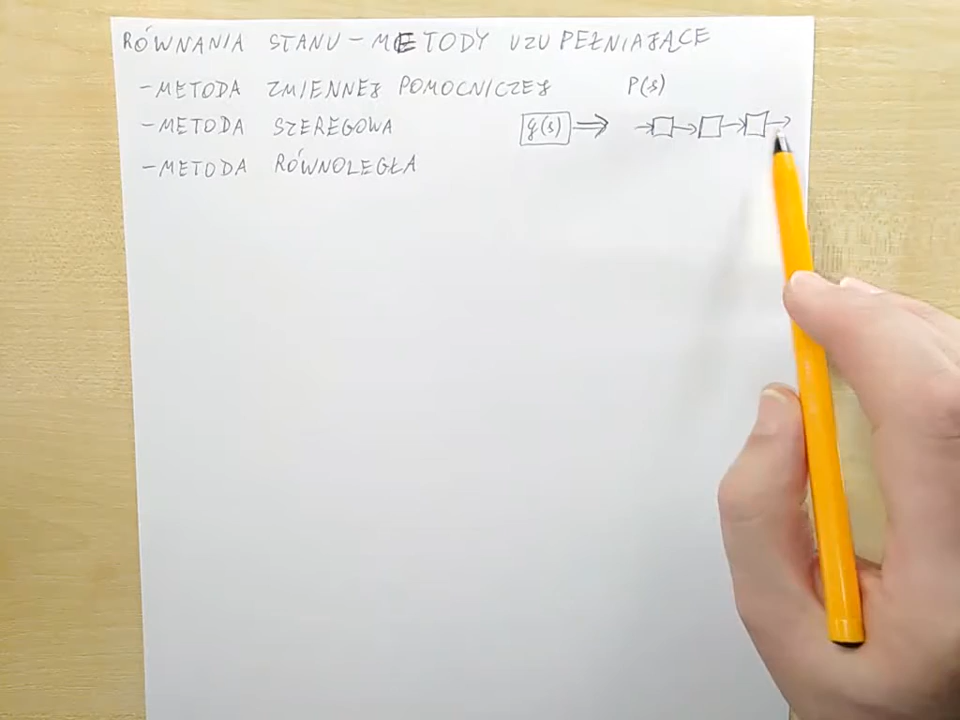 RÓWNANIA STANU - METODY UZUPEŁNIAJĄCE
- METODA ZMIENNEJ POMOCNICZEJ P(s)
- METODA SZEREGOWA g(s)
- METODA RÓWNOLEGŁA